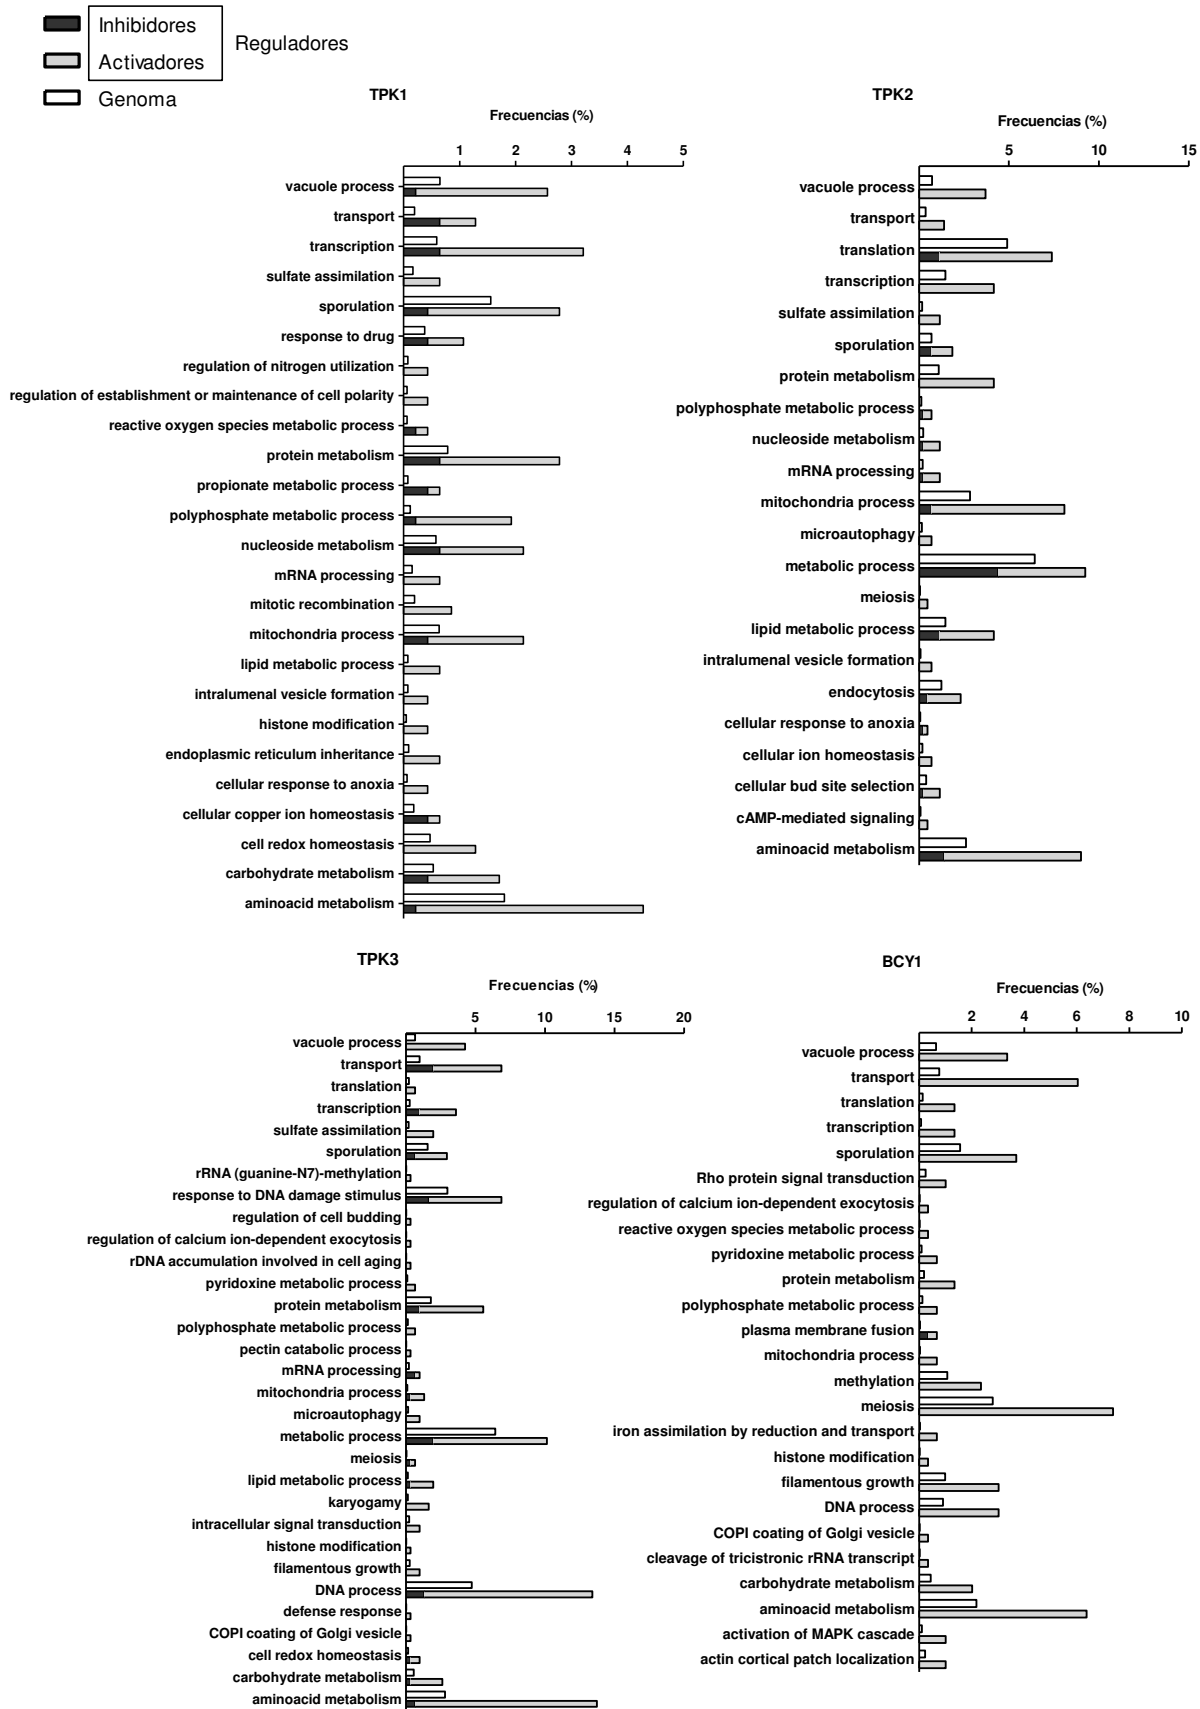 Inhibidores
Activadores
Reguladores
Genoma
TPK1
Frecuencias (%)
1 2 3 4 5
vacuole process
transport
transcription
sulfate assimilation
sporulation
response to drug
regulation of nitrogen utilization
regulation of establishment or maintenance of cell polarity
reactive oxygen species metabolic process
protein metabolism
propionate metabolic process
polyphosphate metabolic process
nucleoside metabolism
mRNA processing
mitotic recombination
mitochondria process
lipid metabolic process
intralumenal vesicle formation
histone modification
endoplasmic reticulum inheritance
cellular response to anoxia
cellular copper ion homeostasis
cell redox homeostasis
carbohydrate metabolism
aminoacid metabolism
TPK2
Frecuencias (%)
5 10 15
vacuole process
transport
translation
transcription
sulfate assimilation
sporulation
protein metabolism
polyphosphate metabolic process
nucleoside metabolism
mRNA processing
mitochondria process
microautophagy
metabolic process
meiosis
lipid metabolic process
intralumenal vesicle formation
endocytosis
cellular response to anoxia
cellular ion homeostasis
cellular bud site selection
cAMP-mediated signaling
aminoacid metabolism
TPK3
Frecuencias (%)
5 10 15 20
vacuole process
transport
translation
transcription
sulfate assimilation
sporulation
rRNA (guanine-N7)-methylation
response to DNA damage stimulus
regulation of cell budding
regulation of calcium ion-dependent exocytosis
rDNA accumulation involved in cell aging
pyridoxine metabolic process
protein metabolism
polyphosphate metabolic process
pectin catabolic process
mRNA processing
mitochondria process
microautophagy
metabolic process
meiosis
lipid metabolic process
karyogamy
intracellular signal transduction
histone modification
filamentous growth
DNA process
defense response
COPI coating of Golgi vesicle
cell redox homeostasis
carbohydrate metabolism
aminoacid metabolism
BCY1
Frecuencias (%)
2 4 6 8 10
vacuole process
transport
translation
transcription
sporulation
Rho protein signal transduction
regulation of calcium ion-dependent exocytosis
reactive oxygen species metabolic process
pyridoxine metabolic process
protein metabolism
polyphosphate metabolic process
plasma membrane fusion
mitochondria process
methylation
meiosis
iron assimilation by reduction and transport
histone modification
filamentous growth
DNA process
COPI coating of Golgi vesicle
cleavage of tricistronic rRNA transcript
carbohydrate metabolism
aminoacid metabolism
activation of MAPK cascade
actin cortical patch localization